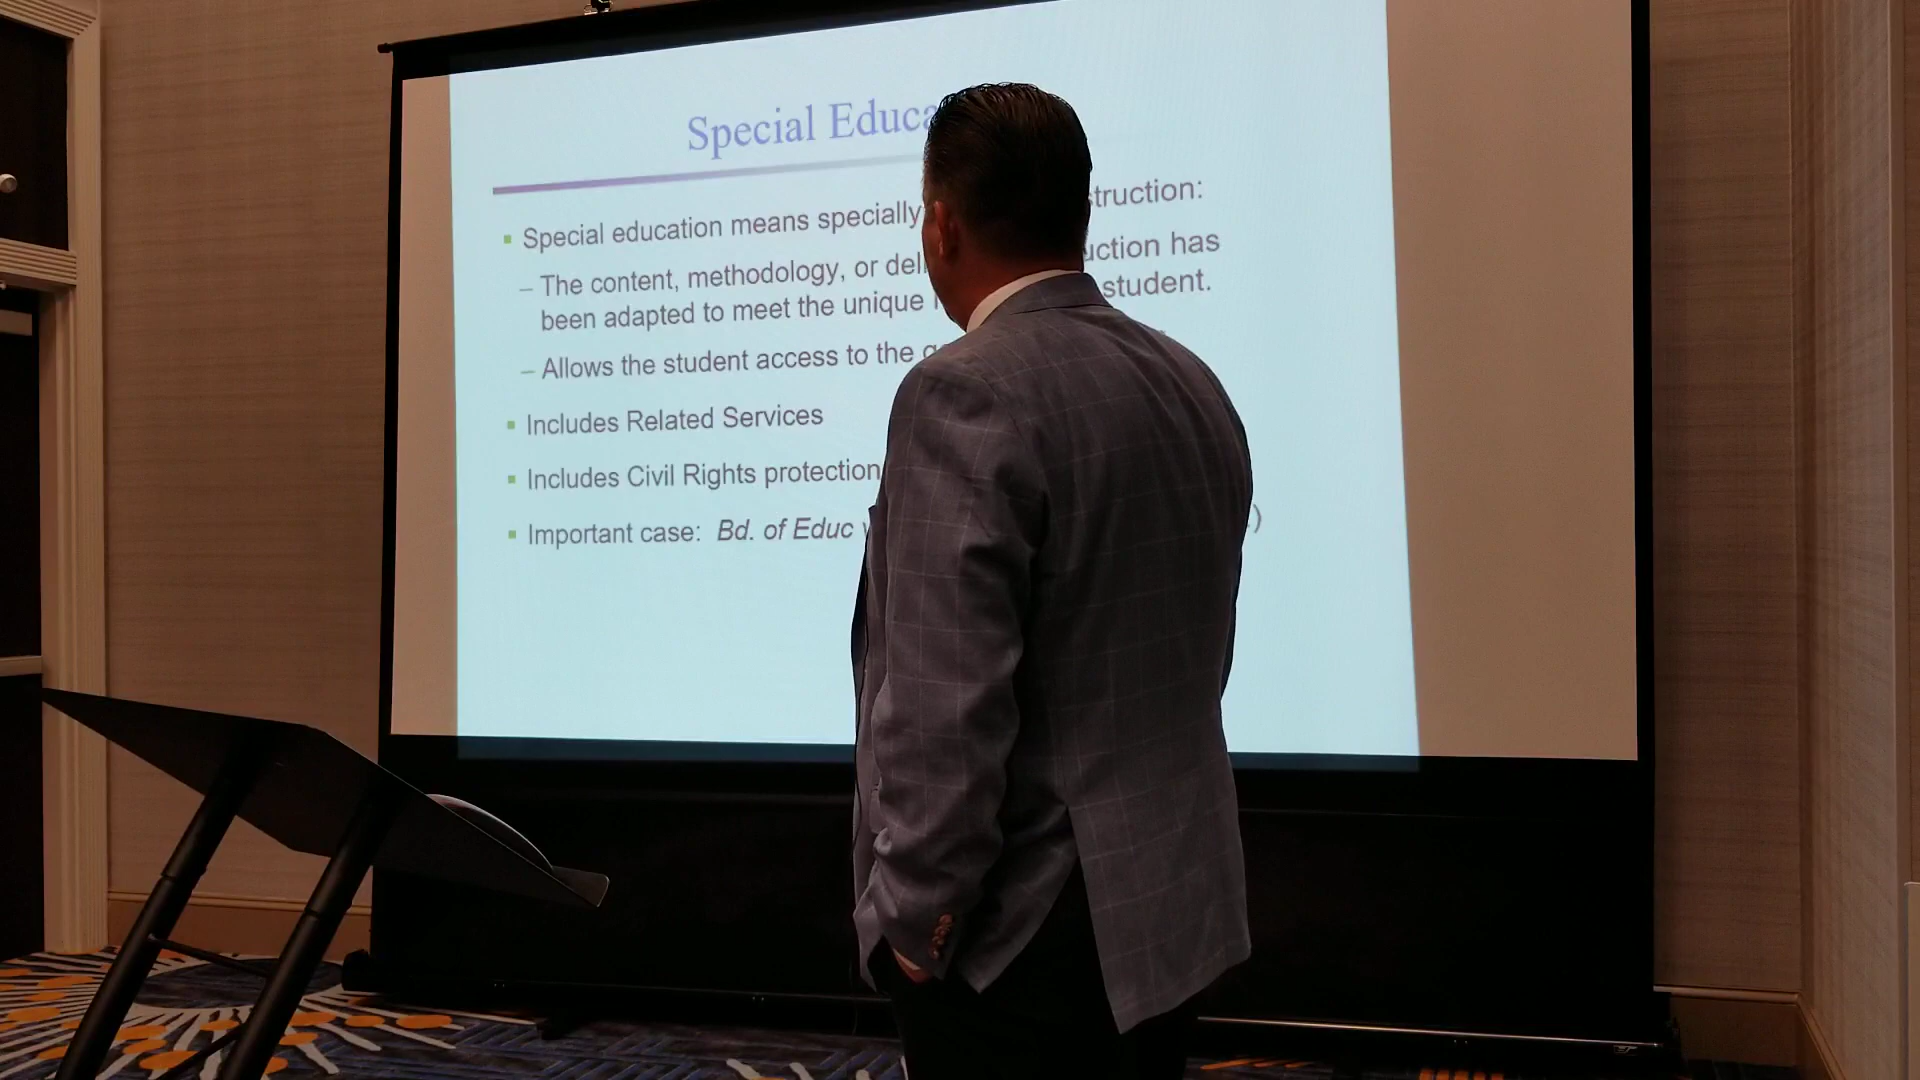 Special Educa
Special education means specially struction:
– The content, methodology, or del uction has
been adapted to meet the unique student.
– Allows the student access to the
Includes Related Services
Includes Civil Rights protection
Important case: Bd. of Educ )